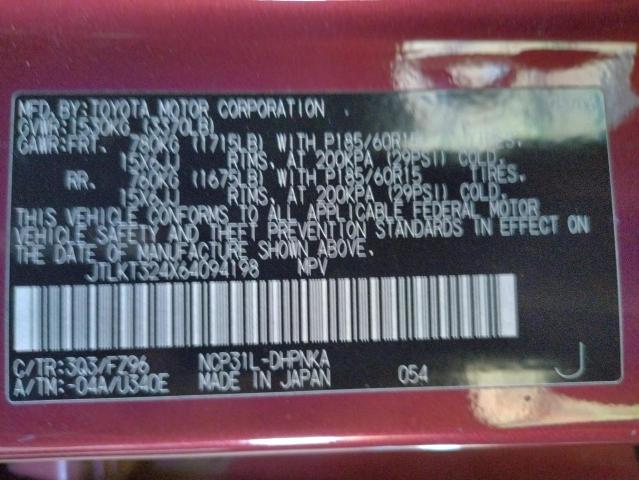 MFD. BY: TOYOTA MOTOR CORPORATION
GVWR: 1530KG (3370LB)
GAWR: FRT. 780KG (1715LB) WITH P185/60R15 TIRES,
15X6JJ RIMS, AT 200KPA (29PSI) COLD.
RR. 760KG (1675LB) WITH P185/60R15 TIRES,
15X6JJ RIMS, AT 200KPA (29PSI) COLD.
THIS VEHICLE CONFORMS TO ALL APPLICABLE FEDERAL MOTOR
VEHICLE SAFETY AND THEFT PREVENTION STANDARDS IN EFFECT ON
THE DATE OF MANUFACTURE SHOWN ABOVE.
JTLKT324X64094198 MPV
C/TR: 3Q3/FZ96 NCP31L-DHPNKA
A/TM: -04A/U340E MADE IN JAPAN 054
J